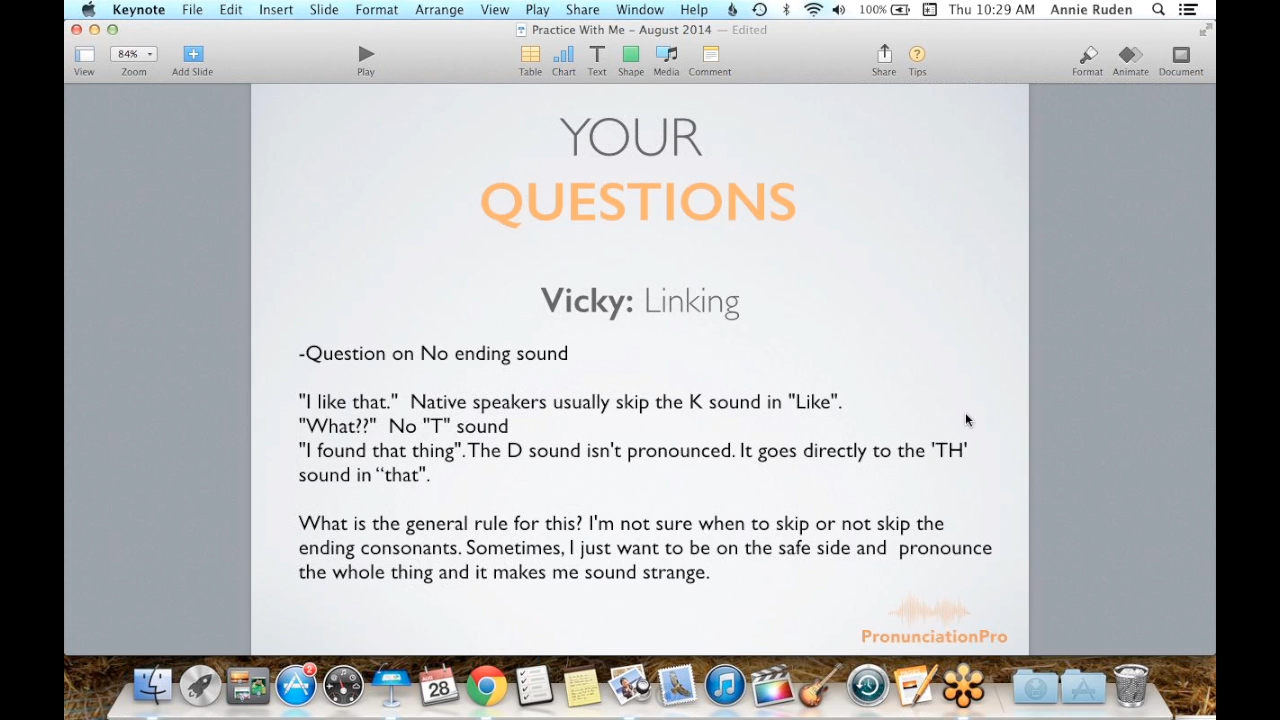 Keynote File Edit Insert Slide Format Arrange View Play Share Window Help 100% Thu 10:29 AM Annie Ruden
Practice With Me – August 2014 — Edited
84%
View Zoom Add Slide Play Table Chart Text Shape Media Comment Share Tips Format Animate Document
YOUR
QUESTIONS
Vicky: Linking
-Question on No ending sound
"I like that." Native speakers usually skip the K sound in "Like".
"What??" No "T" sound
"I found that thing". The D sound isn't pronounced. It goes directly to the 'TH'
sound in “that".
What is the general rule for this? I'm not sure when to skip or not skip the
ending consonants. Sometimes, I just want to be on the safe side and pronounce
the whole thing and it makes me sound strange.
PronunciationPro
2
28